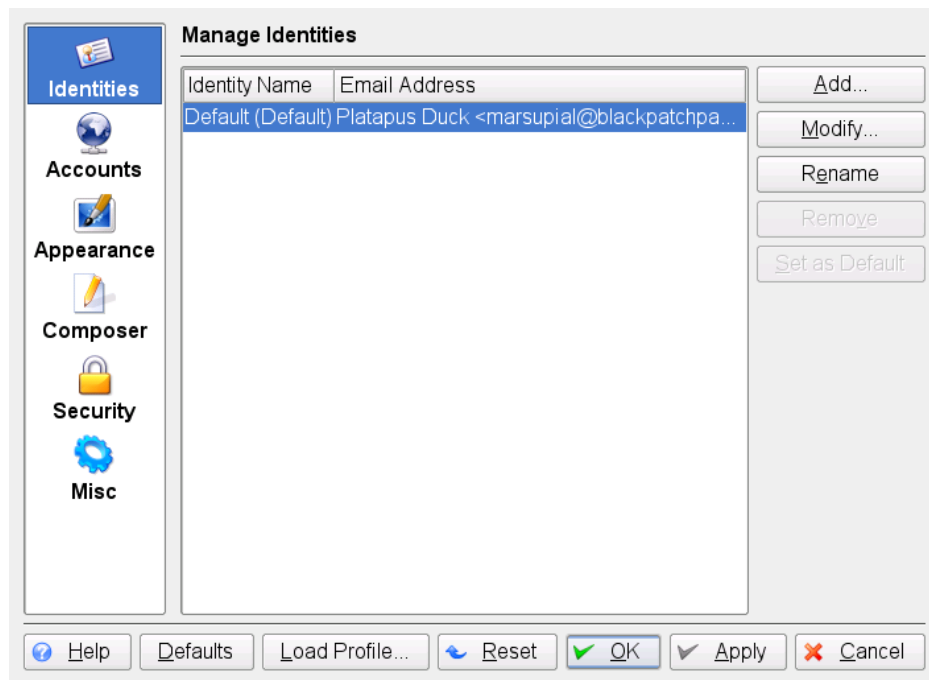 Manage Identities
Identities
Accounts
Appearance
Composer
Security
Misc
Identity Name Email Address
Default (Default) Platapus Duck <marsupial@blackpatchpa...
Add...
Modify...
Rename
Remove
Set as Default
Help Defaults Load Profile... Reset OK Apply Cancel